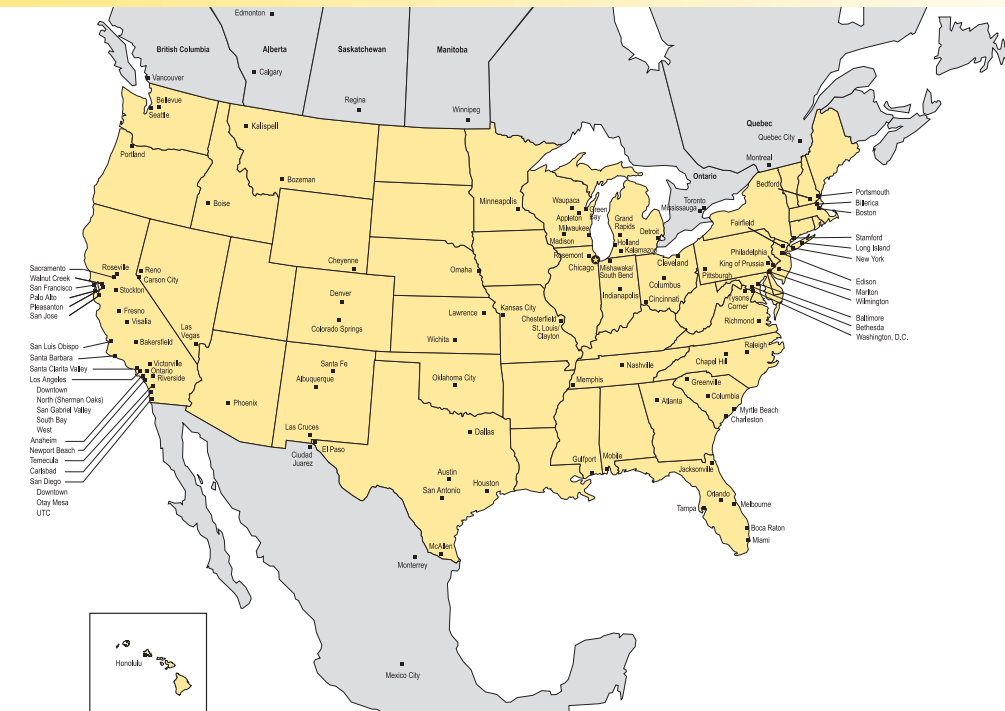 Edmonton
British Columbia
Alberta
Saskatchewan
Manitoba
Vancouver
Calgary
Regina
Winnipeg
Quebec
Quebec City
Montreal
Ontario
Toronto
Mississauga
Bellevue
Seattle
Kalispell
Portland
Bozeman
Boise
Minneapolis
Waupaca
Green
Bay
Appleton
Milwaukee
Madison
Rosemont
Chicago
Grand
Rapids
Detroit
Holland
Kalamazoo
Mishawaka/
South Bend
Cleveland
Columbus
Indianapolis
Cincinnati
Pittsburgh
Bedford
Portsmouth
Billerica
Boston
Fairfield
Stamford
Long Island
New York
Philadelphia
King of Prussia
Edison
Marlton
Wilmington
Tysons
Corner
Baltimore
Bethesda
Washington, D.C.
Richmond
Raleigh
Chapel Hill
Cheyenne
Omaha
Denver
Colorado Springs
Lawrence
Kansas City
Chesterfield
St. Louis/
Clayton
Wichita
Sacramento
Walnut Creek
San Francisco
Palo Alto
Pleasanton
San Jose
Roseville
Reno
Carson City
Stockton
Fresno
Visalia
Las
Vegas
Bakersfield
San Luis Obispo
Santa Barbara
Santa Clarita Valley
Los Angeles
Downtown
North (Sherman Oaks)
San Gabriel Valley
South Bay
West
Anaheim
Newport Beach
Temecula
Carlsbad
San Diego
Downtown
Otay Mesa
UTC
Victorville
Ontario
Riverside
Phoenix
Santa Fe
Albuquerque
Las Cruces
El Paso
Ciudad
Juarez
Oklahoma City
Dallas
Austin
San Antonio
Houston
McAllen
Monterrey
Mexico City
Nashville
Memphis
Greenville
Columbia
Atlanta
Myrtle Beach
Charleston
Gulfport
Mobile
Jacksonville
Orlando
Tampa
Melbourne
Boca Raton
Miami
Honolulu